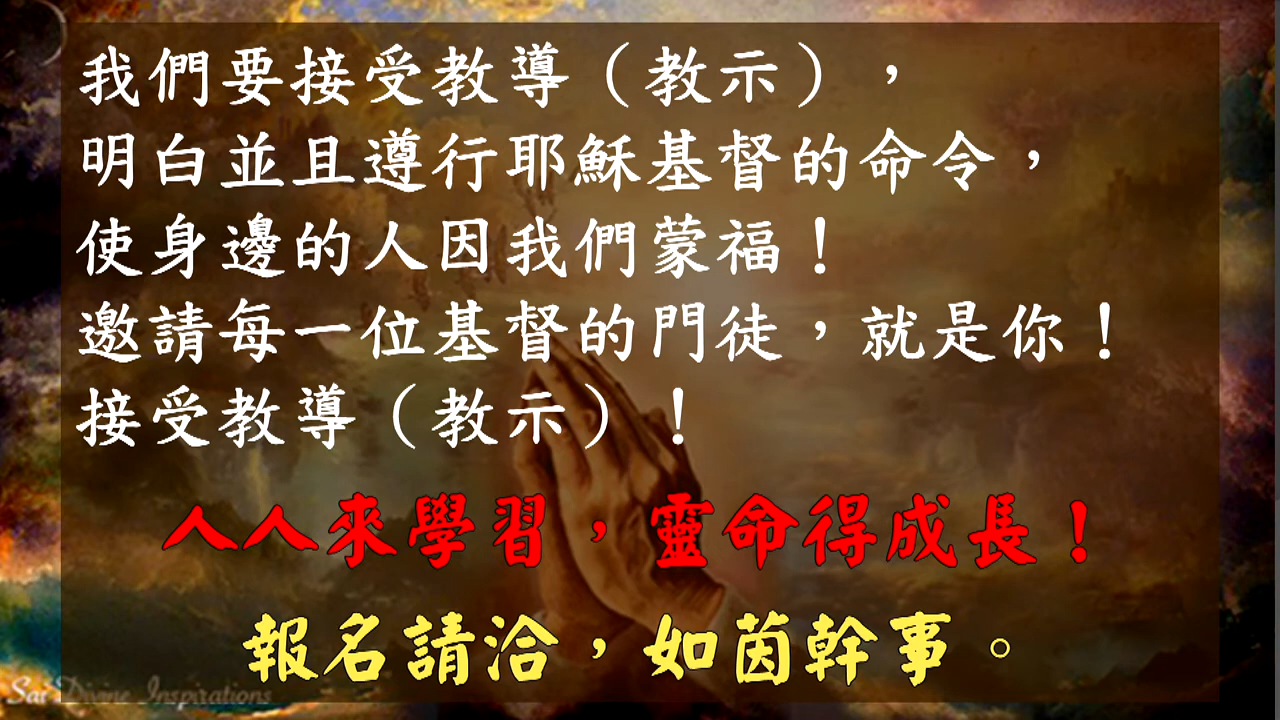 我們要接受教導（教示），
明白並且遵行耶穌基督的命令，
使身邊的人因我們蒙福！
邀請每一位基督的門徒，就是你！
接受教導（教示）！
人人來學習，靈命得成長！
報名請洽，如茵幹事。
Sai Divine Inspirations